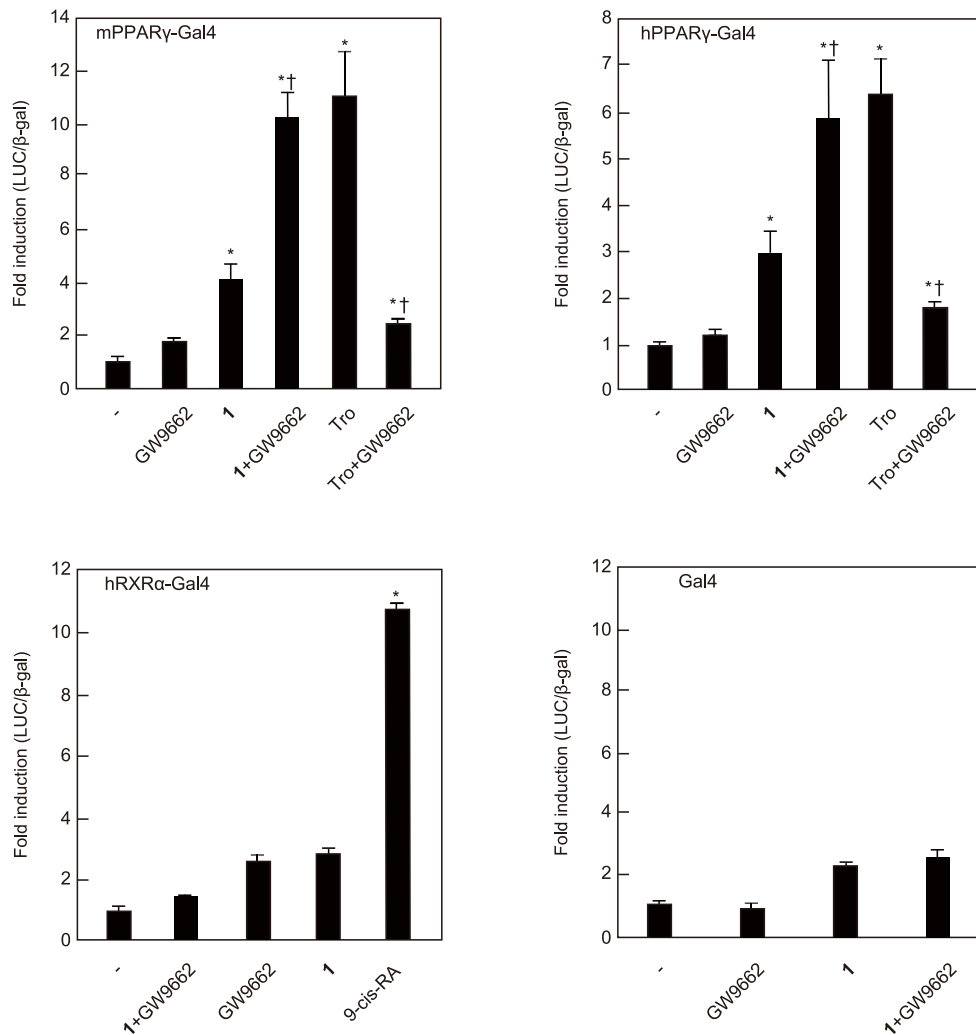 mPPARγ-Gal4
Fold induction (LUC/β-gal)
14
12
10
8
6
4
2
0
*
*†
*
*†
-
GW9662
1
1+GW9662
Tro
Tro+GW9662
hPPARγ-Gal4
Fold induction (LUC/β-gal)
8
7
6
5
4
3
2
1
0
*
*†
*
*†
-
GW9662
1
1+GW9662
Tro
Tro+GW9662
hRXRα-Gal4
Fold induction (LUC/β-gal)
12
10
8
6
4
2
0
*
-
1+GW9662
GW9662
1
9-cis-RA
Gal4
Fold induction (LUC/β-gal)
12
10
8
6
4
2
0
-
GW9662
1
1+GW9662